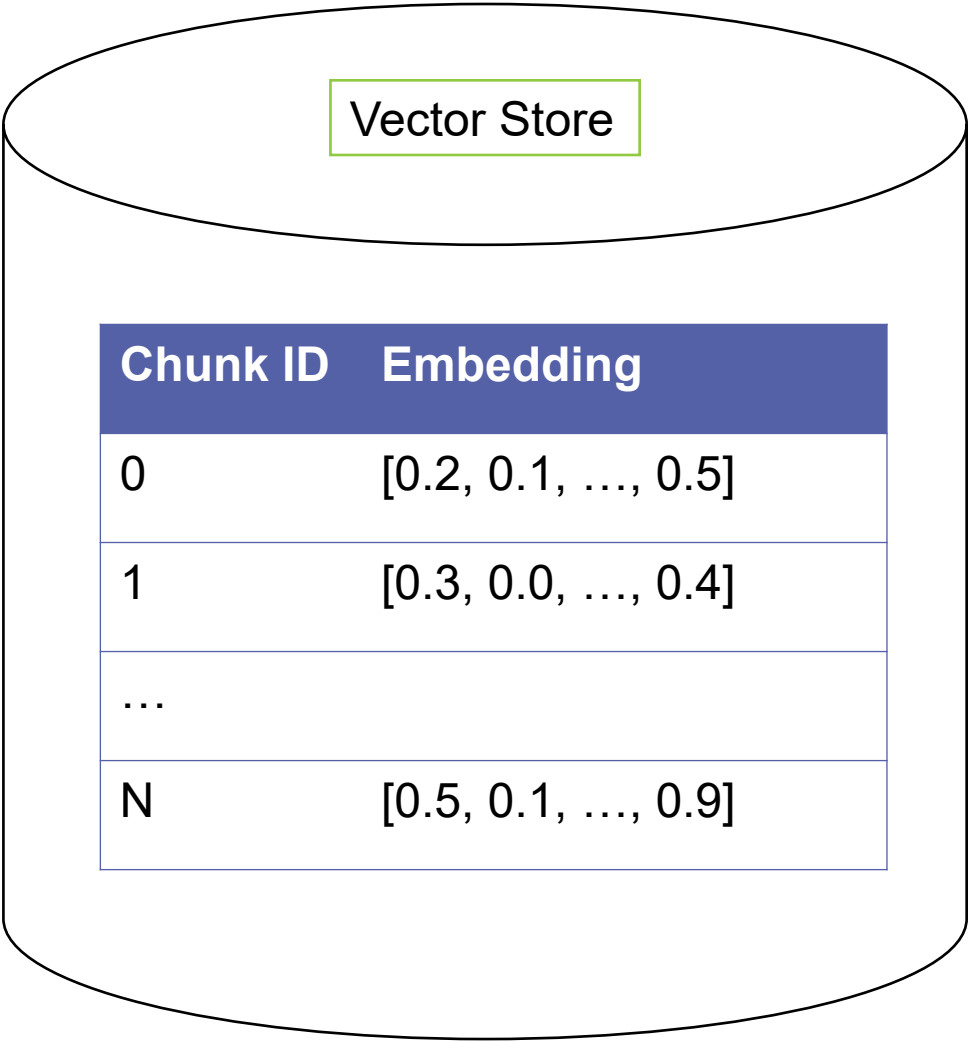 Vector Store
Chunk ID Embedding
0 [0.2, 0.1, …, 0.5]
1 [0.3, 0.0, …, 0.4]
…
N [0.5, 0.1, …, 0.9]